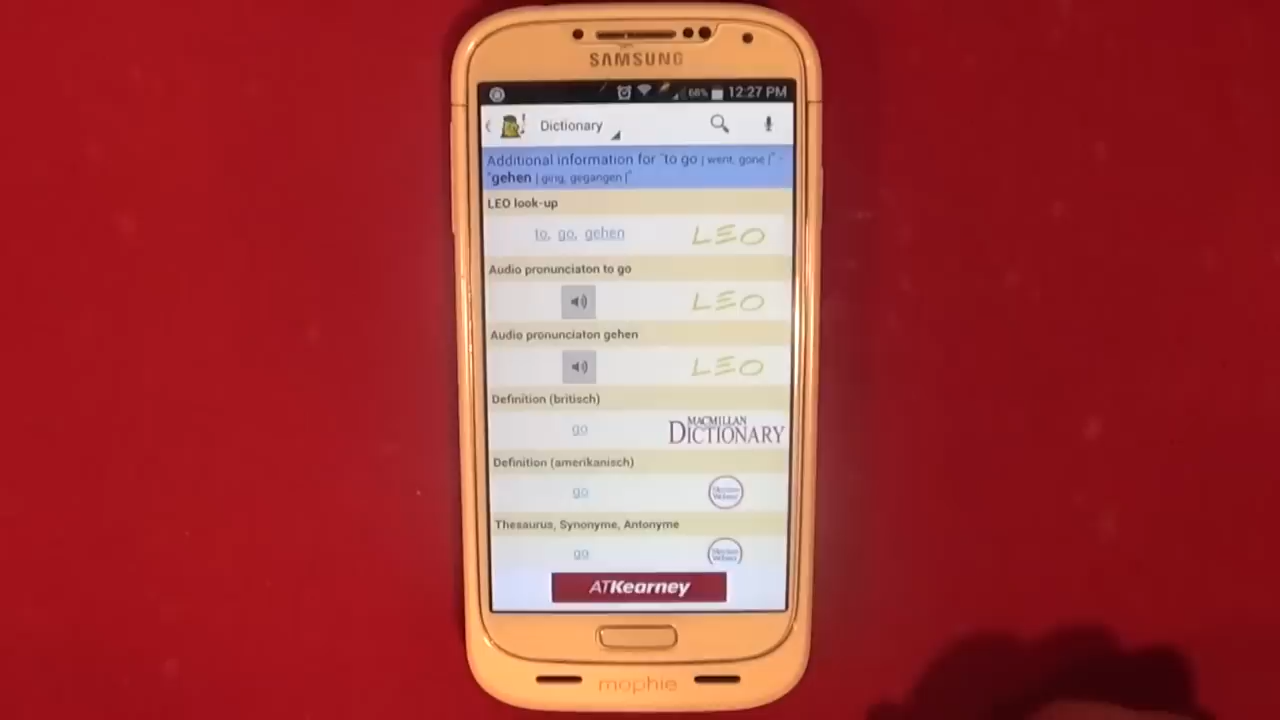 SAMSUNG
68% 12:27 PM
Dictionary
Additional information for "to go | went, gone |" -
"gehen | ging, gegangen |"
LEO look-up
to, go, gehen LEO
Audio pronunciaton to go
LEO
Audio pronunciaton gehen
LEO
Definition (britisch)
go MACMILLAN DICTIONARY
Definition (amerikanisch)
go
Thesaurus, Synonyme, Antonyme
go
ATKearney
mophie